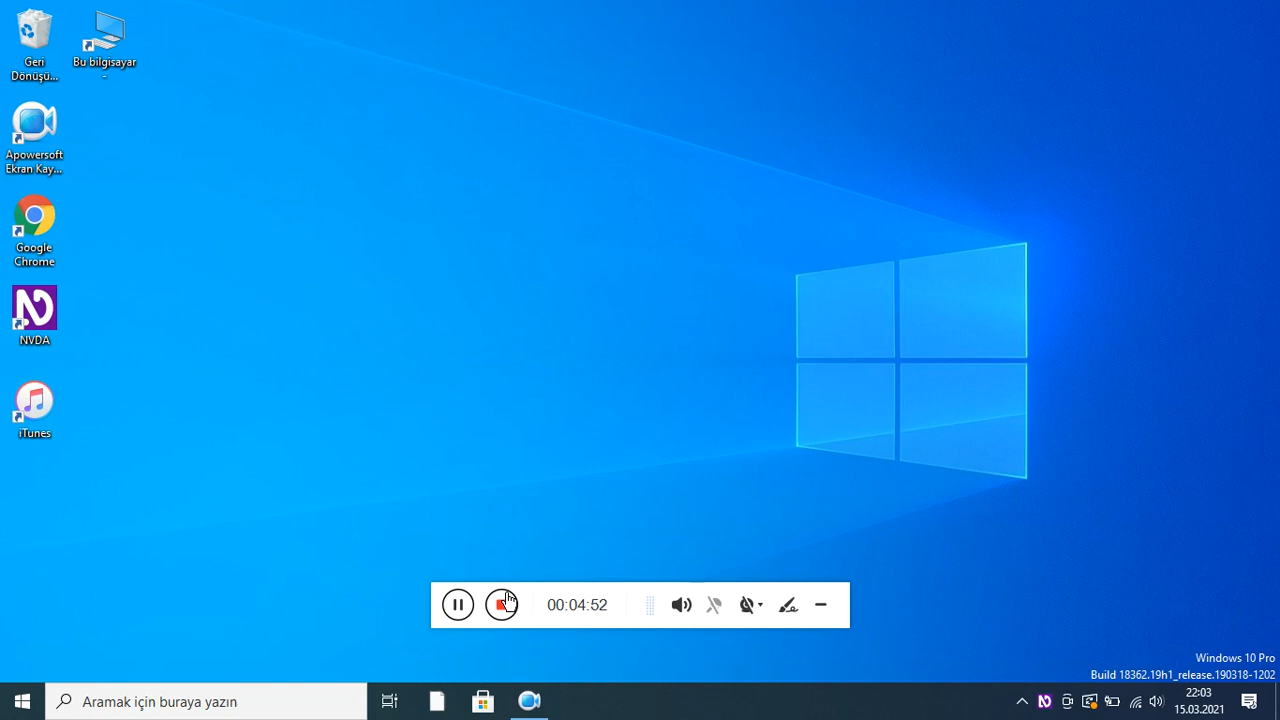 Geri
Dönüşü...
Bu bilgisayar
-
Apowersoft
Ekran Kay...
Google
Chrome
NVDA
iTunes
00:04:52
Windows 10 Pro
Build 18362.19h1_release.190318-1202
Aramak için buraya yazın
22:03
15.03.2021